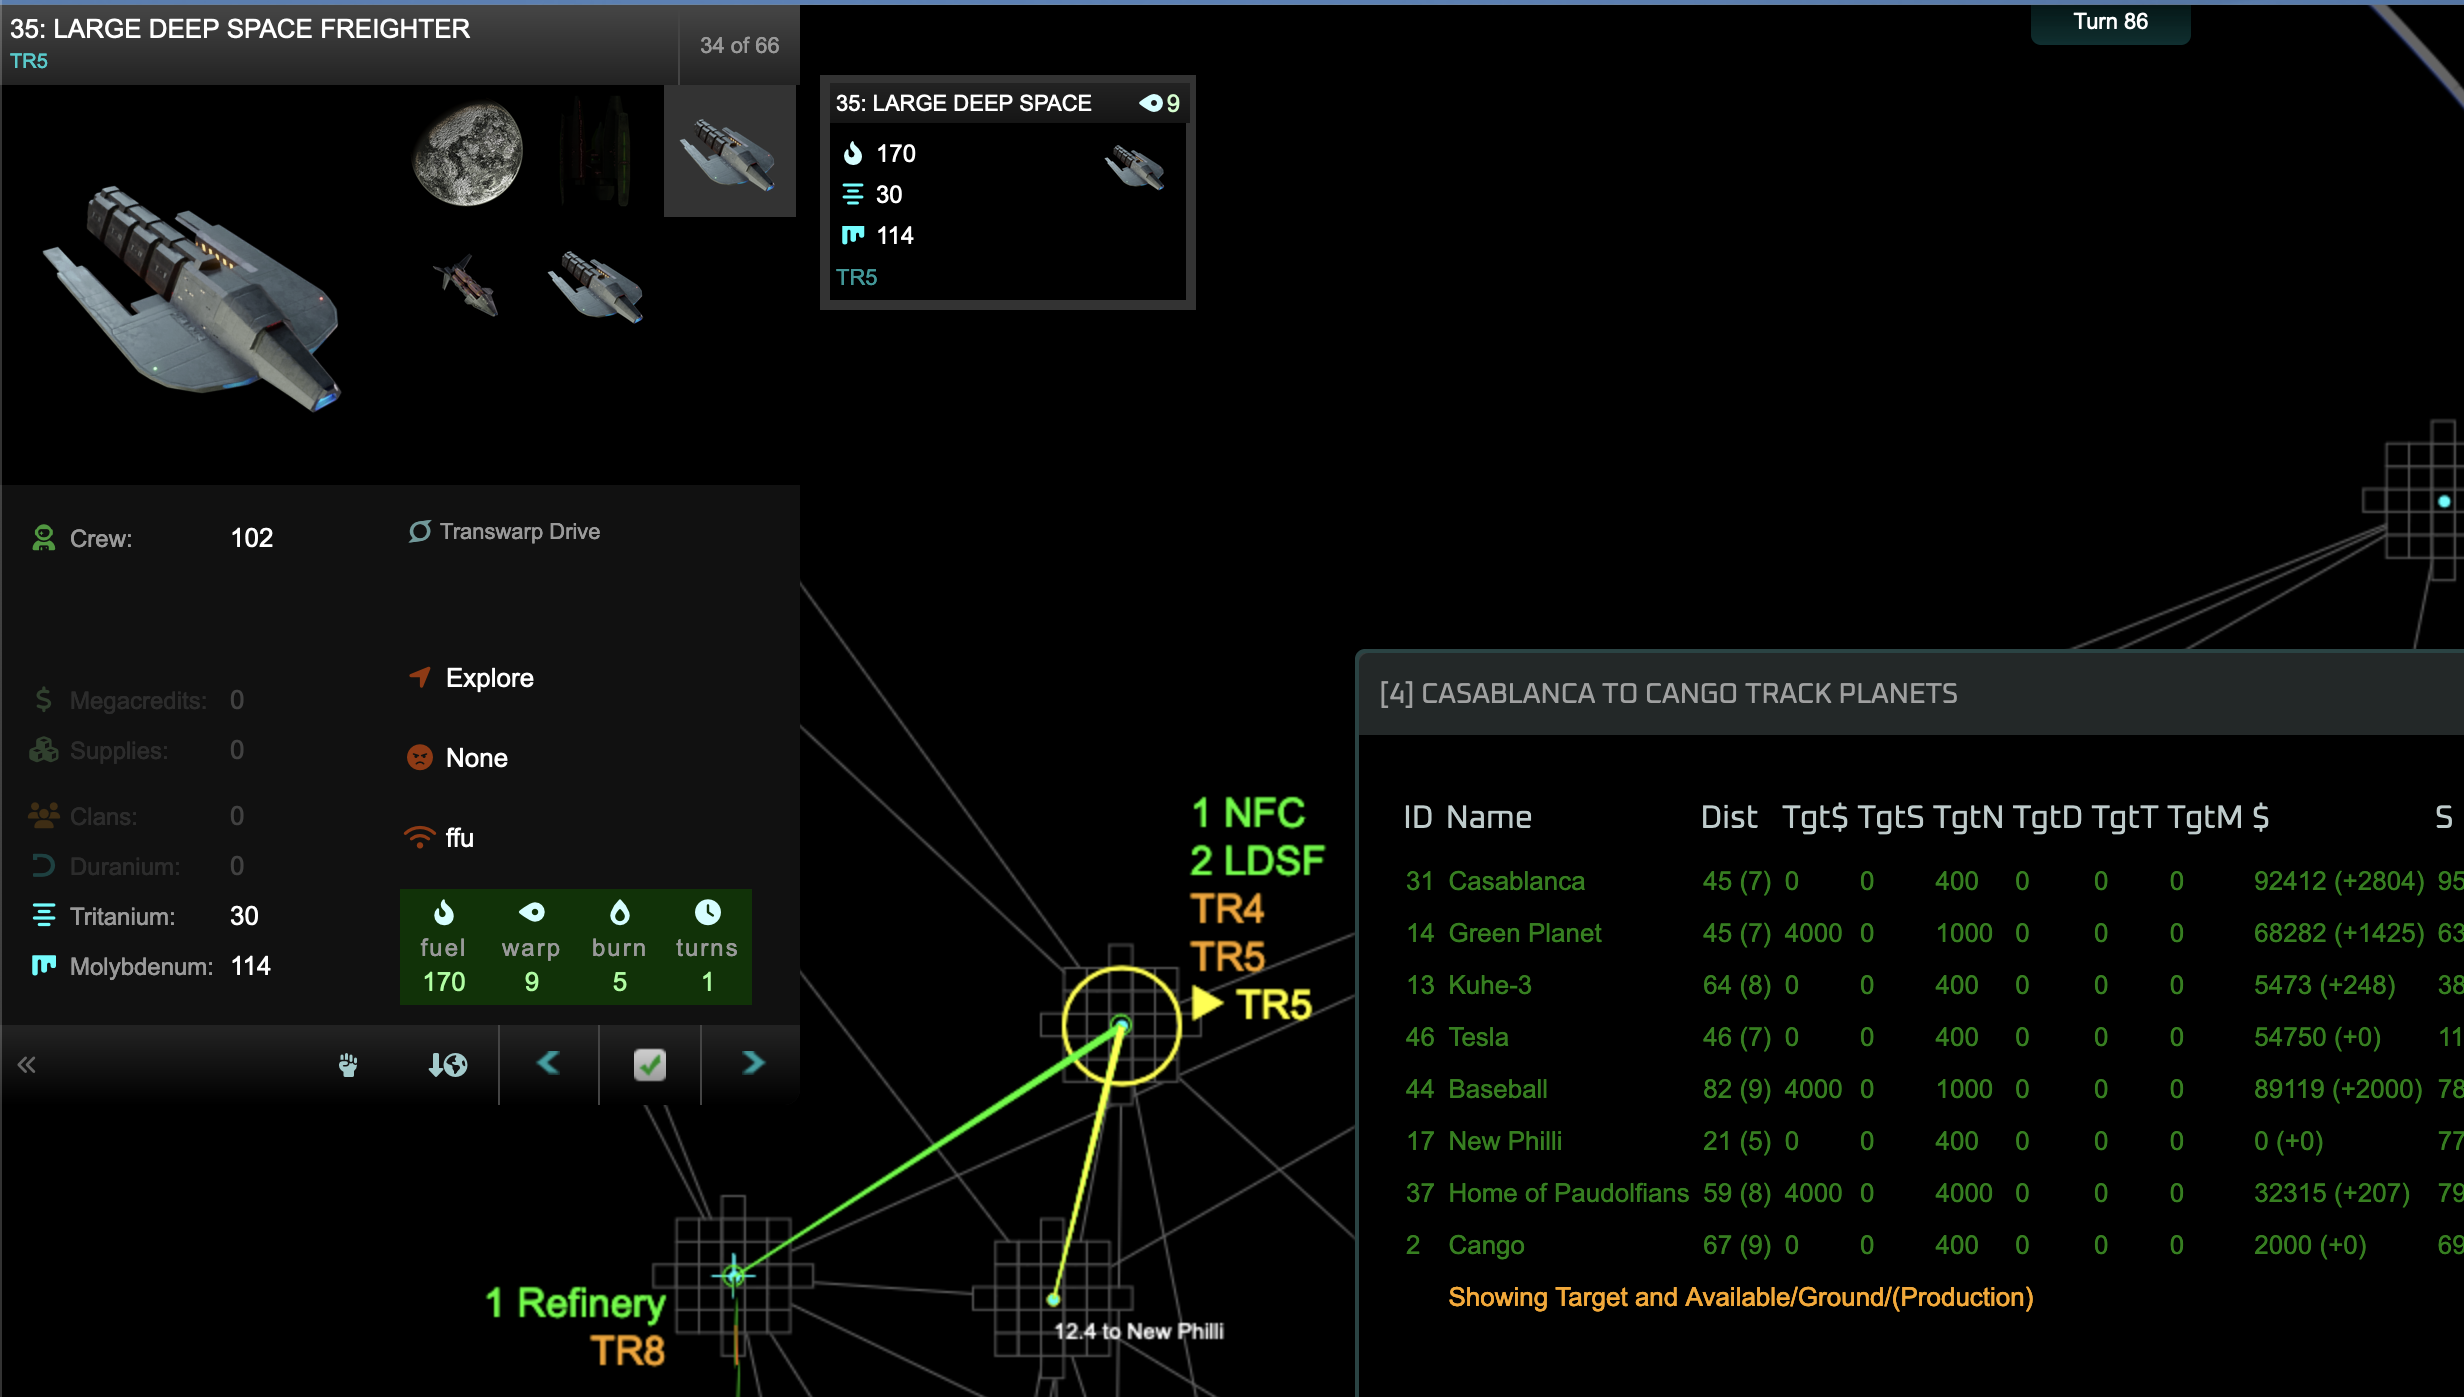 35: LARGE DEEP SPACE FREIGHTER
TR5
34 of 66
Turn 86
35: LARGE DEEP SPACE 9
170
30
114
TR5
Crew: 102
Transwarp Drive
Megacredits: 0
Supplies: 0
Clans: 0
Duranium: 0
Tritanium: 30
Molybdenum: 114
Explore
None
ffu
fuel warp burn turns
170 9 5 1
«
1 NFC
2 LDSF
TR4
TR5
TR5
1 Refinery
TR8
12.4 to New Philli
[4] CASABLANCA TO CANGO TRACK PLANETS
ID Name Dist Tgt$ TgtS TgtN TgtD TgtT TgtM $ S
31 Casablanca 45 (7) 0 0 400 0 0 0 92412 (+2804) 95
14 Green Planet 45 (7) 4000 0 1000 0 0 0 68282 (+1425) 63
13 Kuhe-3 64 (8) 0 0 400 0 0 0 5473 (+248) 38
46 Tesla 46 (7) 0 0 400 0 0 0 54750 (+0) 11
44 Baseball 82 (9) 4000 0 1000 0 0 0 89119 (+2000) 78
17 New Philli 21 (5) 0 0 400 0 0 0 0 (+0) 77
37 Home of Paudolfians 59 (8) 4000 0 4000 0 0 0 32315 (+207) 79
2 Cango 67 (9) 0 0 400 0 0 0 2000 (+0) 69
Showing Target and Available/Ground/(Production)